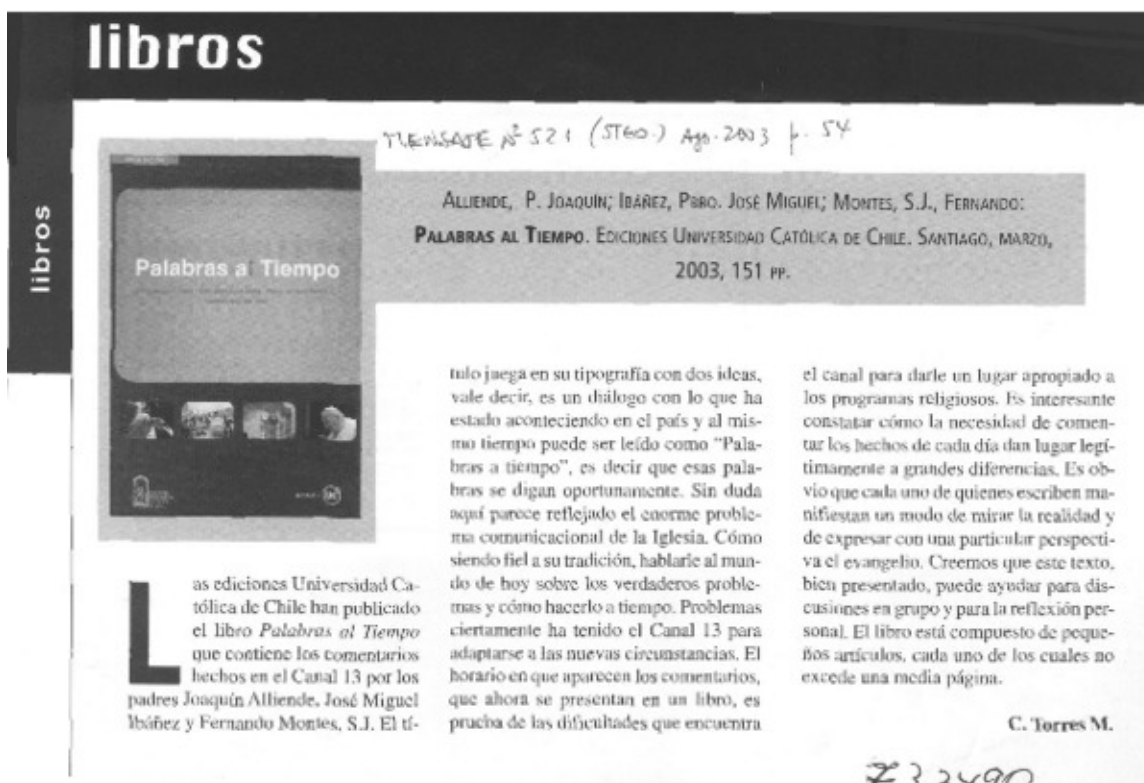 libros
MENSAJE Nº 521 (STGO.) Ago. 2003 p. 54
libros
Palabras al Tiempo
ALLIENDE, P. JOAQUÍN; IBÁÑEZ, PBRO. JOSÉ MIGUEL; MONTES, S.J., FERNANDO:
PALABRAS AL TIEMPO. EDICIONES UNIVERSIDAD CATÓLICA DE CHILE. SANTIAGO, MARZO,
2003, 151 PP.
Las ediciones Universidad Ca-
tólica de Chile han publicado
el libro Palabras al Tiempo
que contiene los comentarios
hechos en el Canal 13 por los
padres Joaquín Alliende, José Miguel
Ibáñez y Fernando Montes, S.J. El tí-
tulo juega en su tipografía con dos ideas,
vale decir, es un diálogo con lo que ha
estado aconteciendo en el país y al mis-
mo tiempo puede ser leído como “Pala-
bras a tiempo”, es decir que esas pala-
bras se digan oportunamente. Sin duda
aquí parece reflejado el enorme proble-
ma comunicacional de la Iglesia. Cómo
siendo fiel a su tradición, hablarle al mun-
do de hoy sobre los verdaderos proble-
mas y cómo hacerlo a tiempo. Problemas
ciertamente ha tenido el Canal 13 para
adaptarse a las nuevas circunstancias. El
horario en que aparecen los comentarios,
que ahora se presentan en un libro, es
prueba de las dificultades que encuentra
el canal para darle un lugar apropiado a
los programas religiosos. Es interesante
constatar cómo la necesidad de comen-
tar los hechos de cada día dan lugar legí-
timamente a grandes diferencias. Es ob-
vio que cada uno de quienes escriben ma-
nifiestan un modo de mirar la realidad y
de expresar con una particular perspecti-
va el evangelio. Creemos que este texto,
bien presentado, puede ayudar para dis-
cusiones en grupo y para la reflexión per-
sonal. El libro está compuesto de peque-
ños artículos, cada uno de los cuales no
excede una media página.
C. Torres M.